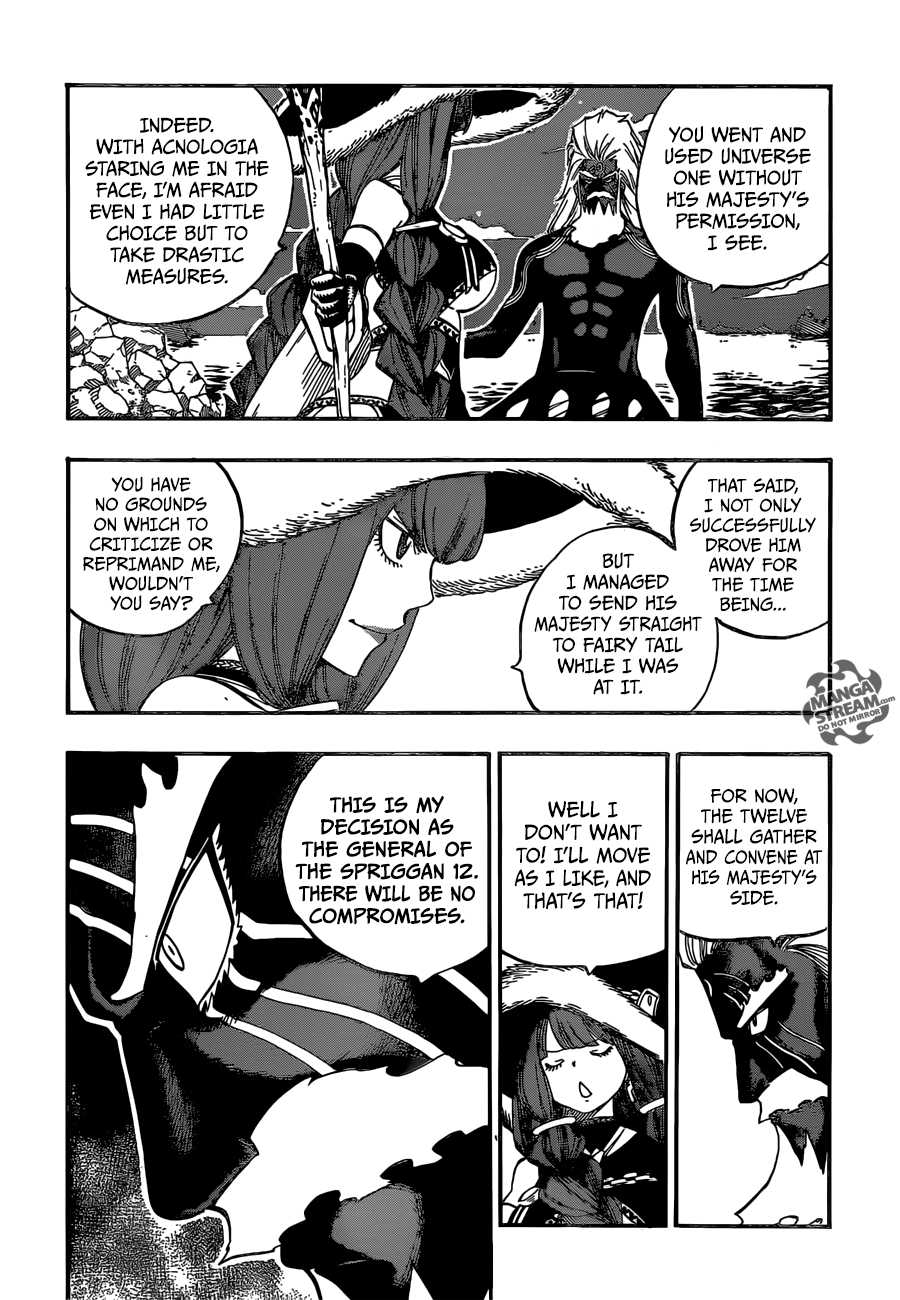 YOU WENT AND
USED UNIVERSE
ONE WITHOUT
HIS MAJESTY'S
PERMISSION,
I SEE.
INDEED.
WITH ACNOLOGIA
STARING ME IN THE
FACE, I'M AFRAID
EVEN I HAD LITTLE
CHOICE BUT TO
TAKE DRASTIC
MEASURES.
THAT SAID,
I NOT ONLY
SUCCESSFULLY
DROVE HIM
AWAY FOR
THE TIME
BEING...
BUT
I MANAGED
TO SEND HIS
MAJESTY STRAIGHT
TO FAIRY TAIL
WHILE I WAS
AT IT.
YOU HAVE
NO GROUNDS
ON WHICH TO
CRITICIZE OR
REPRIMAND ME,
WOULDN'T
YOU SAY?
MANGA
STREAM.com
DO NOT MIRROR
FOR NOW,
THE TWELVE
SHALL GATHER
AND CONVENE AT
HIS MAJESTY'S
SIDE.
WELL I
DON'T WANT
TO! I'LL MOVE
AS I LIKE, AND
THAT'S THAT!
THIS IS MY
DECISION AS
THE GENERAL OF
THE SPRIGGAN 12.
THERE WILL BE NO
COMPROMISES.